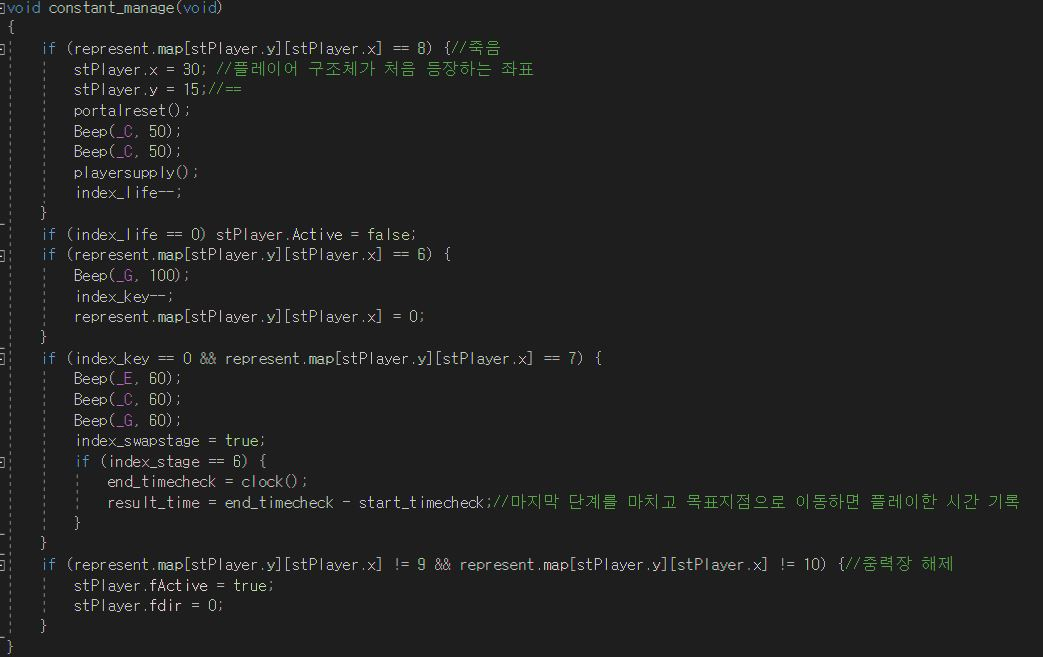 void constant_manage(void)
{
if (represent.map[stPlayer.y][stPlayer.x] == 8) {//죽음
stPlayer.x = 30; //플레이어 구조체가 처음 등장하는 좌표
stPlayer.y = 15;//==
portalreset();
Beep(_C, 50);
Beep(_C, 50);
playersupply();
index_life--;
}
if (index_life == 0) stPlayer.Active = false;
if (represent.map[stPlayer.y][stPlayer.x] == 6) {
Beep(_G, 100);
index_key--;
represent.map[stPlayer.y][stPlayer.x] = 0;
}
if (index_key == 0 && represent.map[stPlayer.y][stPlayer.x] == 7) {
Beep(_E, 60);
Beep(_C, 60);
Beep(_G, 60);
index_swapstage = true;
if (index_stage == 6) {
end_timecheck = clock();
result_time = end_timecheck - start_timecheck;//마지막 단계를 마치고 목표지점으로 이동하면 플레이한 시간 기록
}
}
if (represent.map[stPlayer.y][stPlayer.x] != 9 && represent.map[stPlayer.y][stPlayer.x] != 10) {//중력장 해제
stPlayer.fActive = true;
stPlayer.fdir = 0;
}
}